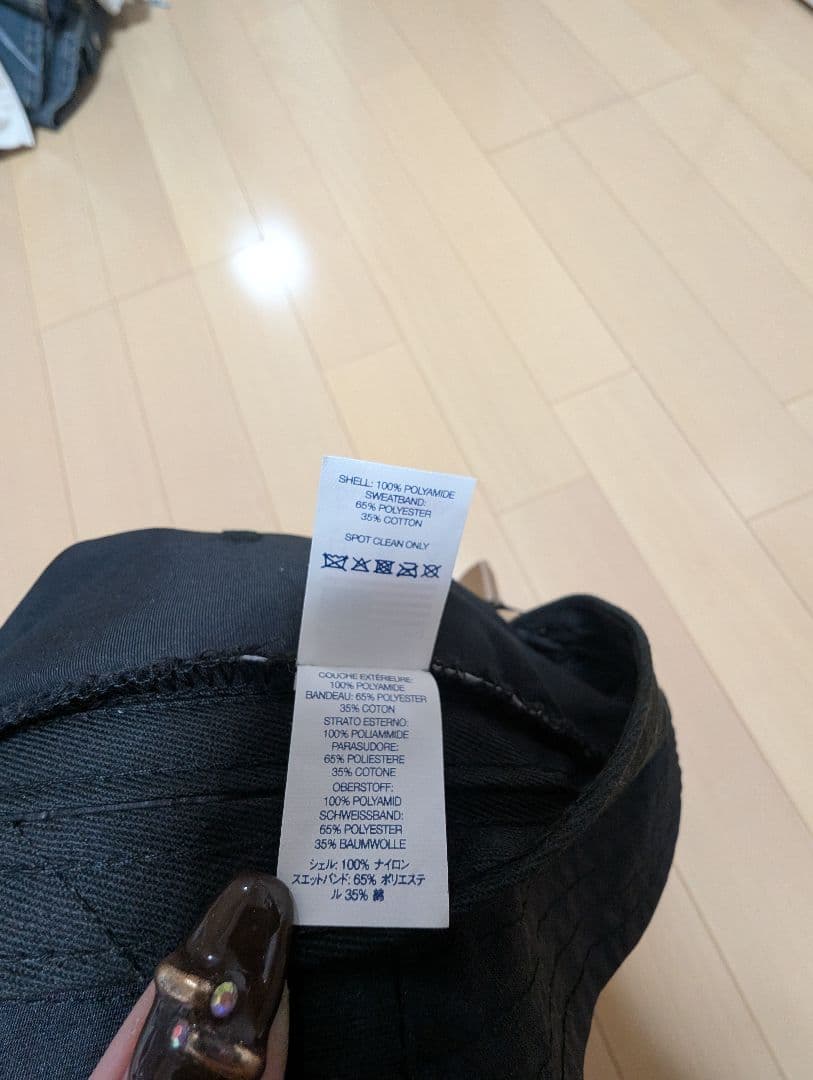 SHELL: 100% POLYAMIDE
SWEATBAND:
65% POLYESTER
35% COTTON
SPOT CLEAN ONLY
COUCHE EXTÉRIEURE:
100% POLYAMIDE
BANDEAU: 65% POLYESTER
35% COTON
STRATO ESTERNO:
100% POLIAMMIDE
PARASUDORE:
65% POLIESTERE
35% COTONE
OBERSTOFF:
100% POLYAMID
SCHWEISSBAND:
65% POLYESTER
35% BAUMWOLLE
シェル: 100% ナイロン
スエットバンド: 65% ポリエステ
ル 35% 綿